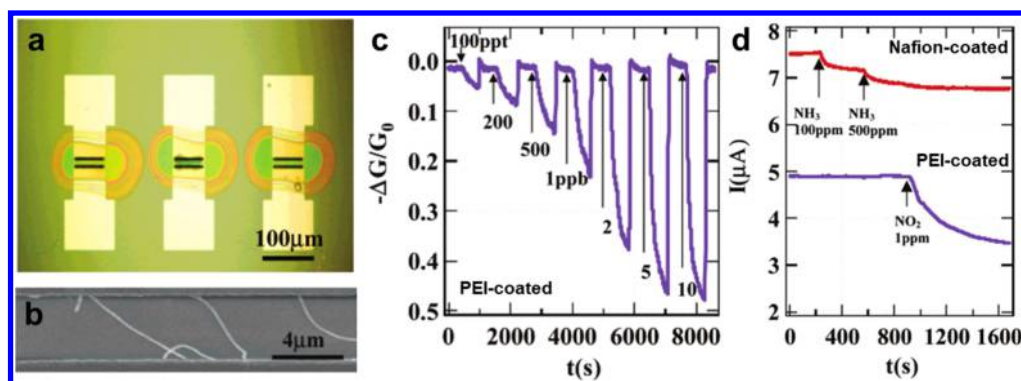 a
100μm
b
4μm
c
-ΔG/G0
0.0
0.1
0.2
0.3
0.4
0.5
100ppt
200
500
1ppb
2
5
10
PEI-coated
0 2000 4000 6000 8000
t(s)
d
I(μA)
8
7
6
5
4
3
2
Nafion-coated
NH3
100ppm
NH3
500ppm
PEI-coated
NO2
1ppm
0 400 800 1200 1600
t(s)